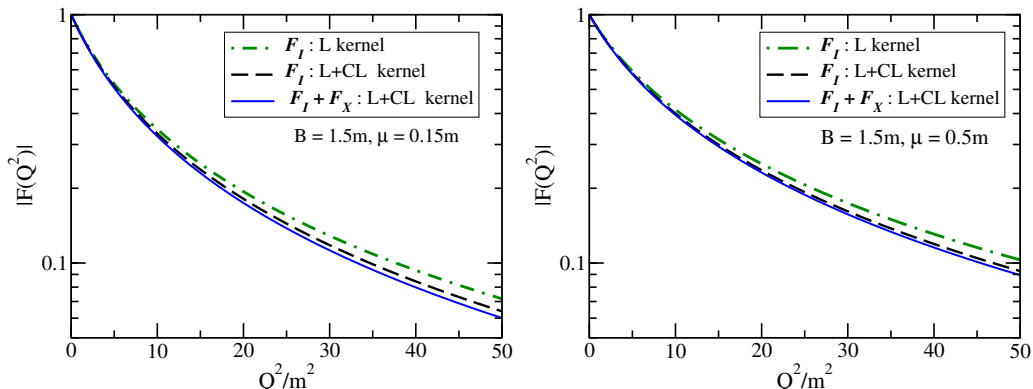 1
0.1
|F(Q²)|
F_I : L kernel
F_I : L+CL kernel
F_I + F_X : L+CL kernel
B = 1.5m, μ = 0.15m
0 10 20 30 40 50
Q²/m²
1
0.1
|F(Q²)|
F_I : L kernel
F_I : L+CL kernel
F_I + F_X : L+CL kernel
B = 1.5m, μ = 0.5m
0 10 20 30 40 50
Q²/m²